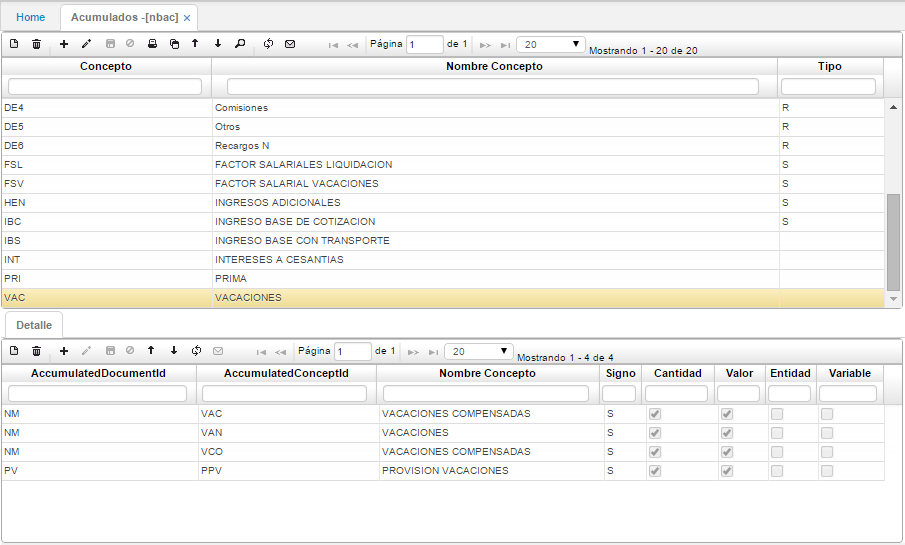 Home Acumulados -[nbac] ×
Página 1 de 1 20 Mostrando 1 - 20 de 20
Concepto Nombre Concepto Tipo
DE4 Comisiones R
DE5 Otros R
DE6 Recargos N R
FSL FACTOR SALARIALES LIQUIDACION S
FSV FACTOR SALARIAL VACACIONES S
HEN INGRESOS ADICIONALES S
IBC INGRESO BASE DE COTIZACION S
IBS INGRESO BASE CON TRANSPORTE
INT INTERESES A CESANTIAS
PRI PRIMA
VAC VACACIONES
Detalle
Página 1 de 1 20 Mostrando 1 - 4 de 4
AccumulatedDocumentId AccumulatedConceptId Nombre Concepto Signo Cantidad Valor Entidad Variable
NM VAC VACACIONES COMPENSADAS S
NM VAN VACACIONES S
NM VCO VACACIONES COMPENSADAS S
PV PPV PROVISION VACACIONES S